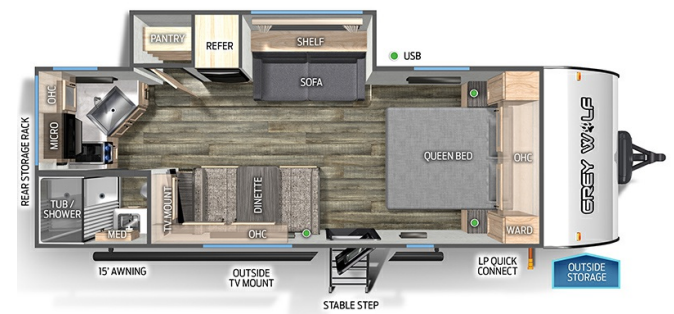 PANTRY
REFER
SHELF
SOFA
USB
OHC
MICRO
REAR STORAGE RACK
QUEEN BED
OHC
GREY WOLF
TUB /
SHOWER
MED
TV MOUNT
DINETTE
OHC
WARD
15' AWNING
OUTSIDE
TV MOUNT
STABLE STEP
LP QUICK
CONNECT
OUTSIDE
STORAGE